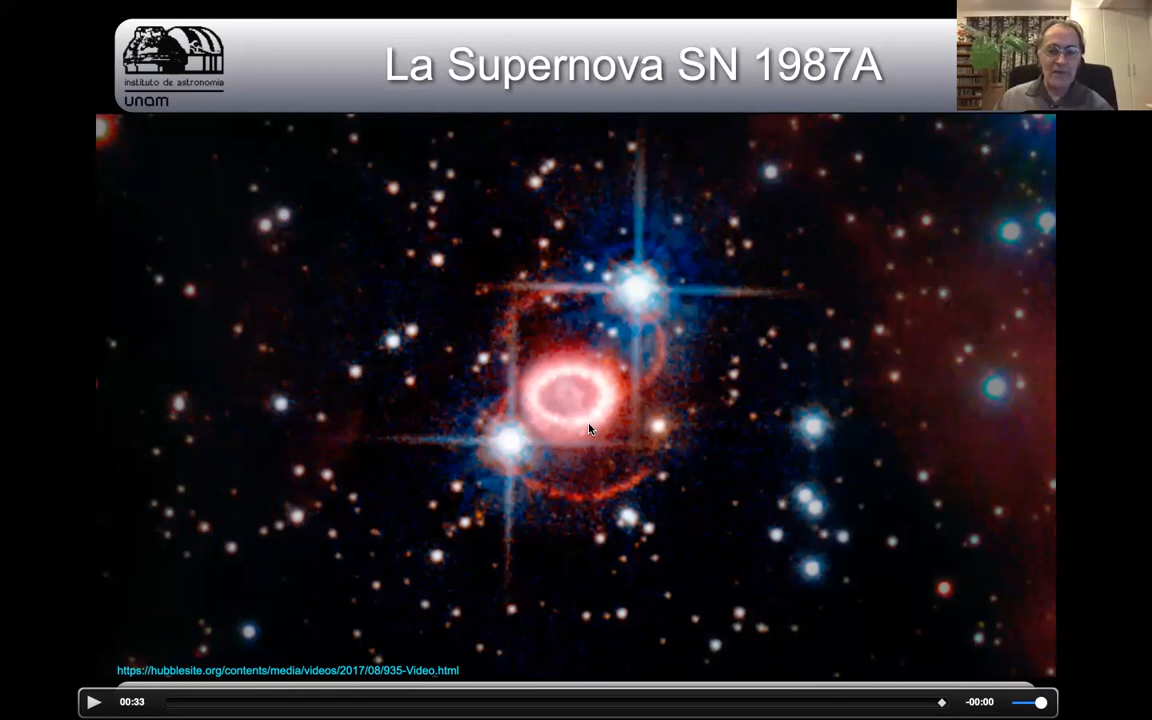 La Supernova SN 1987A
instituto de astronomía
unam
https://hubblesite.org/contents/media/videos/2017/08/935-Video.html
00:33
-00:00